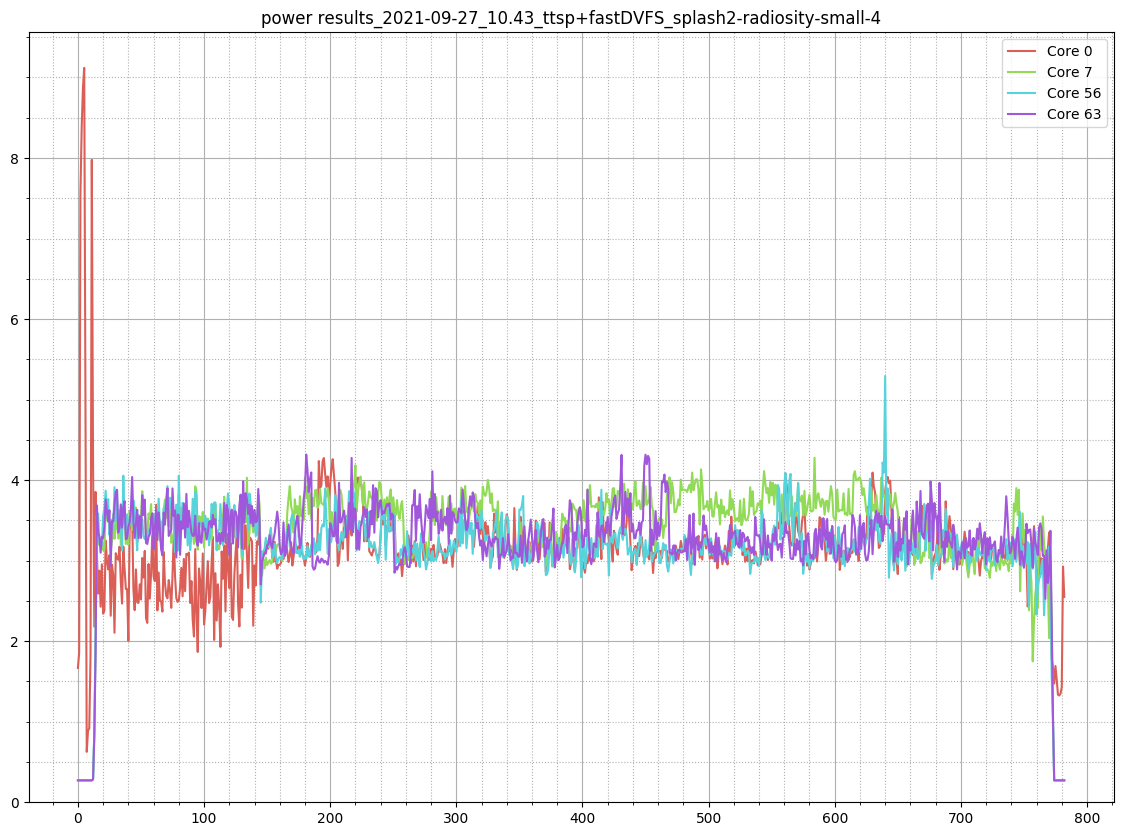 power results_2021-09-27_10.43_ttsp+fastDVFS_splash2-radiosity-small-4
Core 0
Core 7
Core 56
Core 63
8
6
4
2
0
0 100 200 300 400 500 600 700 800